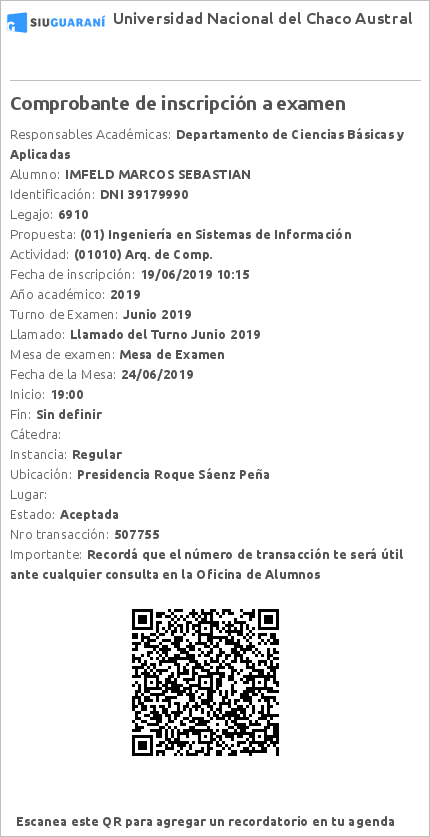 SIUGUARANÍ Universidad Nacional del Chaco Austral
Comprobante de inscripción a examen
Responsables Académicas: Departamento de Ciencias Básicas y
Aplicadas
Alumno: IMFELD MARCOS SEBASTIAN
Identificación: DNI 39179990
Legajo: 6910
Propuesta: (01) Ingeniería en Sistemas de Información
Actividad: (01010) Arq. de Comp.
Fecha de inscripción: 19/06/2019 10:15
Año académico: 2019
Turno de Examen: Junio 2019
Llamado: Llamado del Turno Junio 2019
Mesa de examen: Mesa de Examen
Fecha de la Mesa: 24/06/2019
Inicio: 19:00
Fin: Sin definir
Cátedra:
Instancia: Regular
Ubicación: Presidencia Roque Sáenz Peña
Lugar:
Estado: Aceptada
Nro transacción: 507755
Importante: Recordá que el número de transacción te será útil
ante cualquier consulta en la Oficina de Alumnos
Escanea este QR para agregar un recordatorio en tu agenda